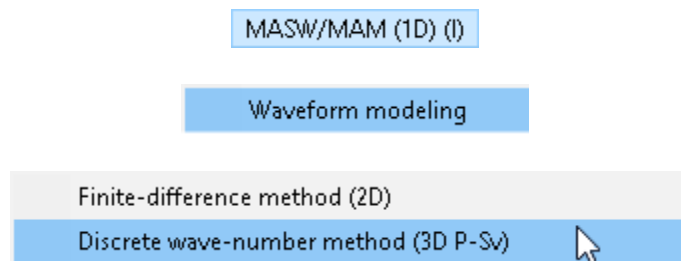 MASW/MAM (1D) (I)
Waveform modeling
Finite-difference method (2D)
Discrete wave-number method (3D P-Sv)